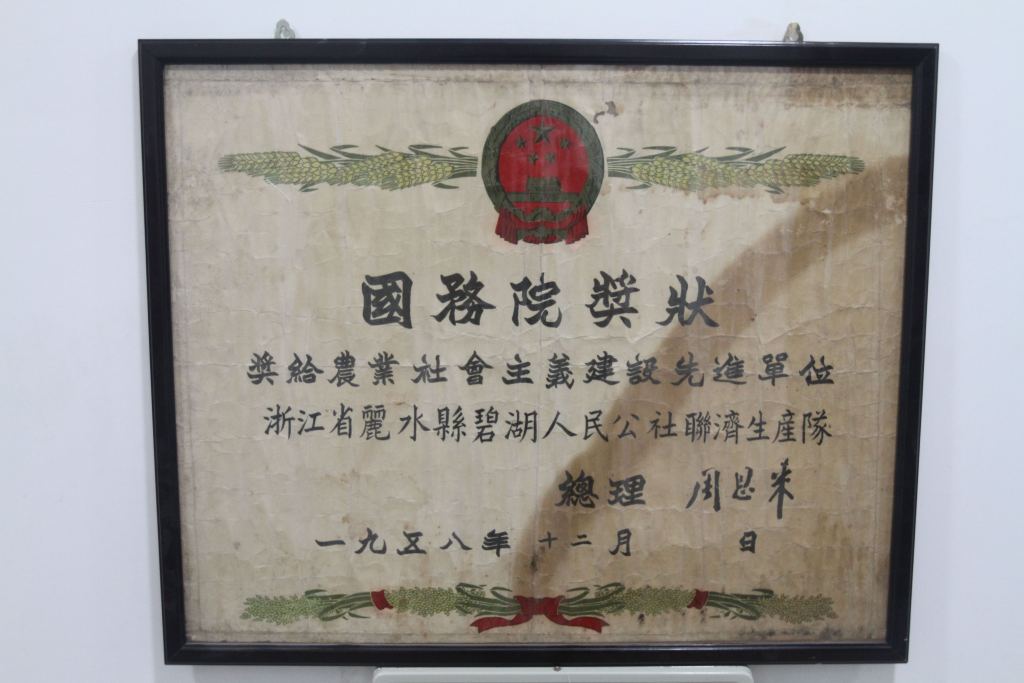 國務院獎狀
獎給農業社會主義建設先進單位
浙江省麗水縣碧湖人民公社聯濟生産隊
總理 周恩来
一九五八年十二月 日